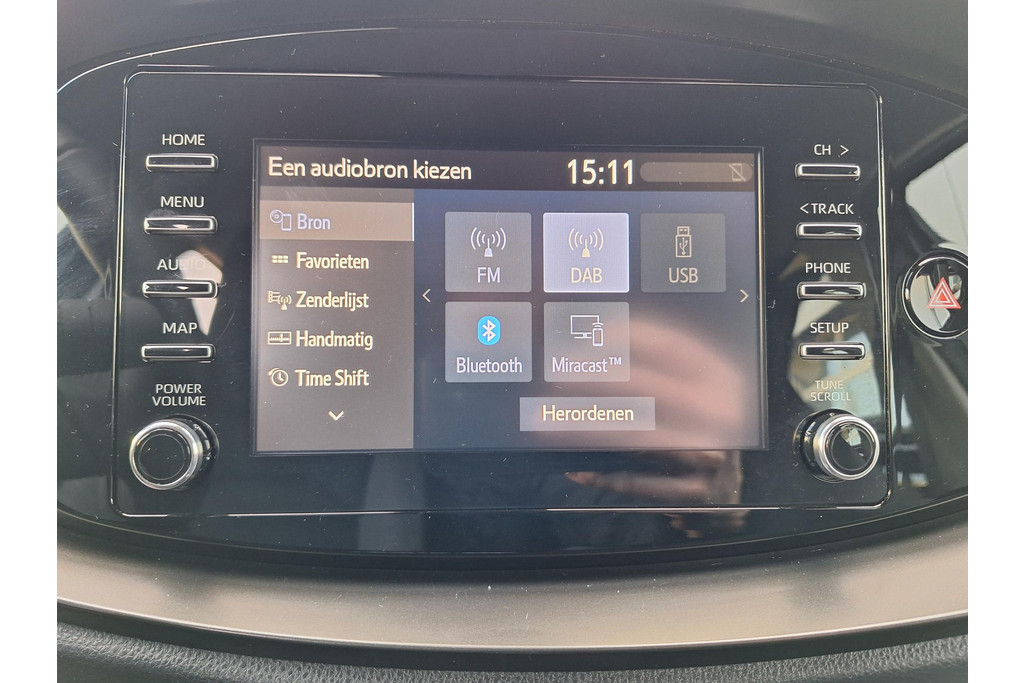 HOME
MENU
AUDIO
MAP
POWER
VOLUME
Een audiobron kiezen 15:11
Bron
Favorieten
Zenderlijst
Handmatig
Time Shift
< FM DAB USB >
Bluetooth Miracast™
Herordenen
CH >
< TRACK
PHONE
SETUP
TUNE
SCROLL